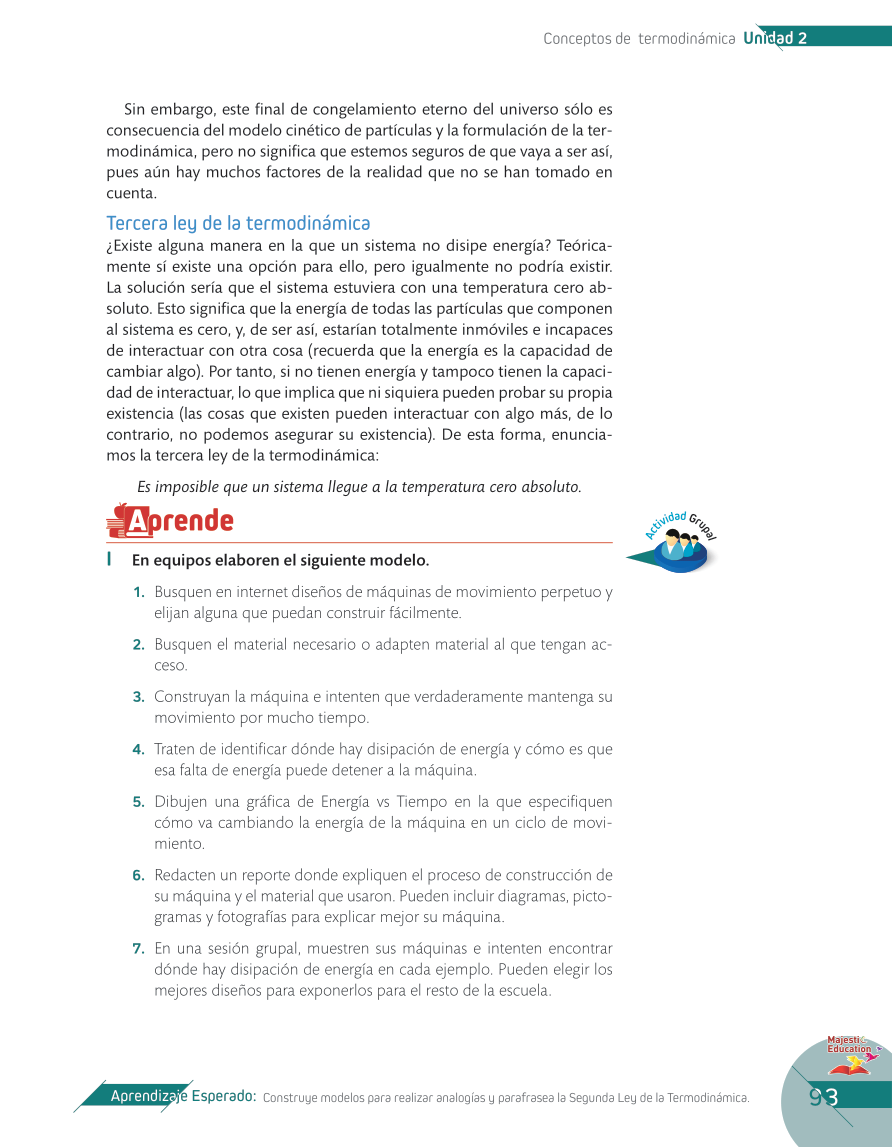 Conceptos de termodinámica Unidad 2
Sin embargo, este final de congelamiento eterno del universo sólo es
consecuencia del modelo cinético de partículas y la formulación de la ter-
modinámica, pero no significa que estemos seguros de que vaya a ser así,
pues aún hay muchos factores de la realidad que no se han tomado en
cuenta.
Tercera ley de la termodinámica
¿Existe alguna manera en la que un sistema no disipe energía? Teórica-
mente sí existe una opción para ello, pero igualmente no podría existir.
La solución sería que el sistema estuviera con una temperatura cero ab-
soluto. Esto significa que la energía de todas las partículas que componen
al sistema es cero, y, de ser así, estarían totalmente inmóviles e incapaces
de interactuar con otra cosa (recuerda que la energía es la capacidad de
cambiar algo). Por tanto, si no tienen energía y tampoco tienen la capaci-
dad de interactuar, lo que implica que ni siquiera pueden probar su propia
existencia (las cosas que existen pueden interactuar con algo más, de lo
contrario, no podemos asegurar su existencia). De esta forma, enuncia-
mos la tercera ley de la termodinámica:
Es imposible que un sistema llegue a la temperatura cero absoluto.
Aprende
Actividad Grupal
I En equipos elaboren el siguiente modelo.
1. Busquen en internet diseños de máquinas de movimiento perpetuo y
elijan alguna que puedan construir fácilmente.
2. Busquen el material necesario o adapten material al que tengan ac-
ceso.
3. Construyan la máquina e intenten que verdaderamente mantenga su
movimiento por mucho tiempo.
4. Traten de identificar dónde hay disipación de energía y cómo es que
esa falta de energía puede detener a la máquina.
5. Dibujen una gráfica de Energía vs Tiempo en la que especifiquen
cómo va cambiando la energía de la máquina en un ciclo de movi-
miento.
6. Redacten un reporte donde expliquen el proceso de construcción de
su máquina y el material que usaron. Pueden incluir diagramas, picto-
gramas y fotografías para explicar mejor su máquina.
7. En una sesión grupal, muestren sus máquinas e intenten encontrar
dónde hay disipación de energía en cada ejemplo. Pueden elegir los
mejores diseños para exponerlos para el resto de la escuela.
Majestic
Education
Aprendizaje Esperado: Construye modelos para realizar analogías y parafrasea la Segunda Ley de la Termodinámica.
93